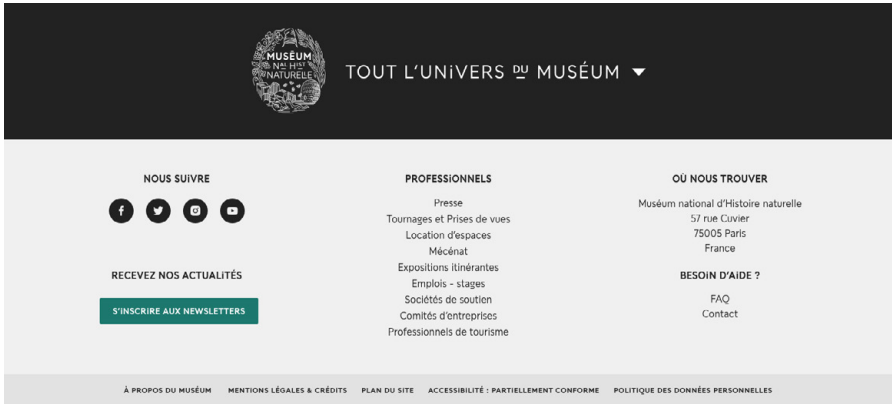 MUSÉUM
NAL HIST
NATURELLE
TOUT L'UNiVERS DU MUSÉUM
NOUS SUiVRE
RECEVEZ NOS ACTUALiTÉS
S'INSCRIRE AUX NEWSLETTERS
PROFESSiONNELS
Presse
Tournages et Prises de vues
Location d'espaces
Mécénat
Expositions itinérantes
Emplois - stages
Sociétés de soutien
Comités d'entreprises
Professionnels de tourisme
OÙ NOUS TROUVER
Muséum national d'Histoire naturelle
57 rue Cuvier
75005 Paris
France
BESOiN D'AiDE ?
FAQ
Contact
À PROPOS DU MUSÉUM MENTIONS LÉGALES & CRÉDITS PLAN DU SITE ACCESSIBILITÉ : PARTIELLEMENT CONFORME POLITIQUE DES DONNÉES PERSONNELLES